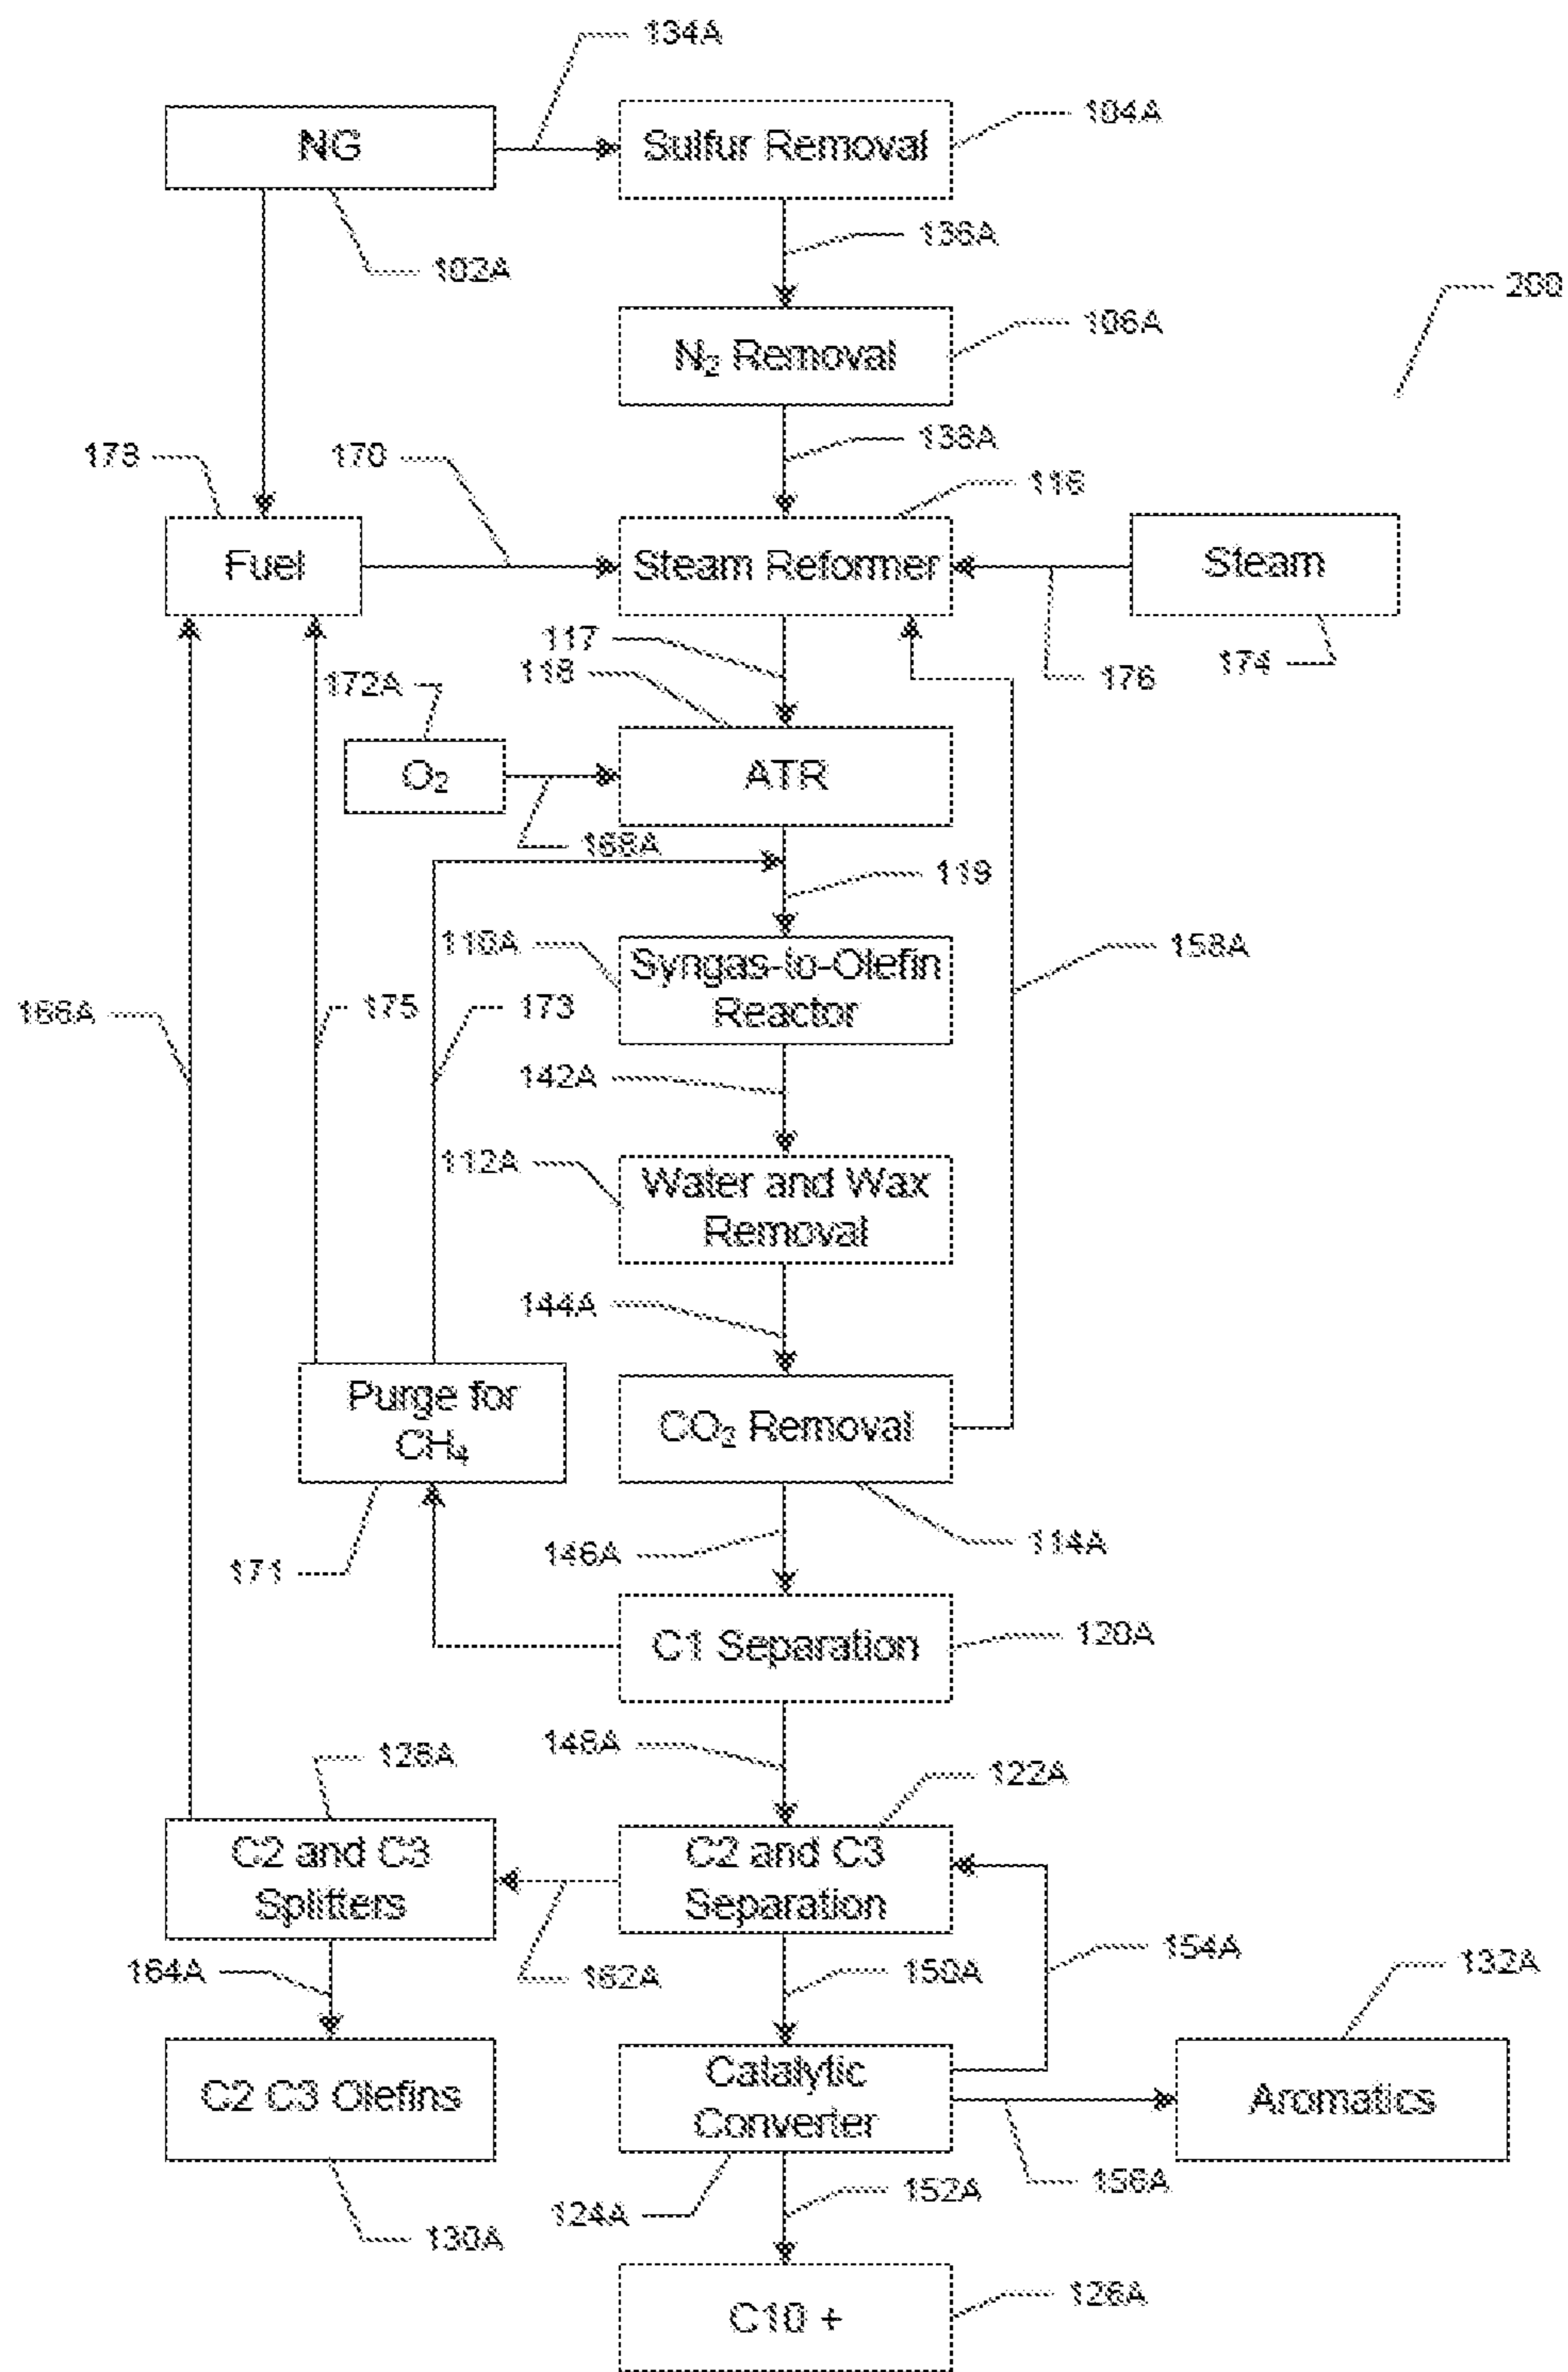 134A
NG
Sulfur Removal
104A
136A
102A
200
N₂ Removal
106A
138A
178
170
116
Fuel
Steam Reformer
Steam
117
118
176
174
172A
O₂
ATR
168A
119
110A
Syngas-to-Olefin
Reactor
158A
166A
175
173
142A
112A
Water and Wax
Removal
144A
Purge for
CH₄
CO₂ Removal
171
146A
114A
C1 Separation
120A
148A
128A
122A
C2 and C3
Splitters
C2 and C3
Separation
164A
162A
150A
154A
132A
C2 C3 Olefins
Catalytic
Converter
Aromatics
124A
152A
156A
130A
C10 +
126A